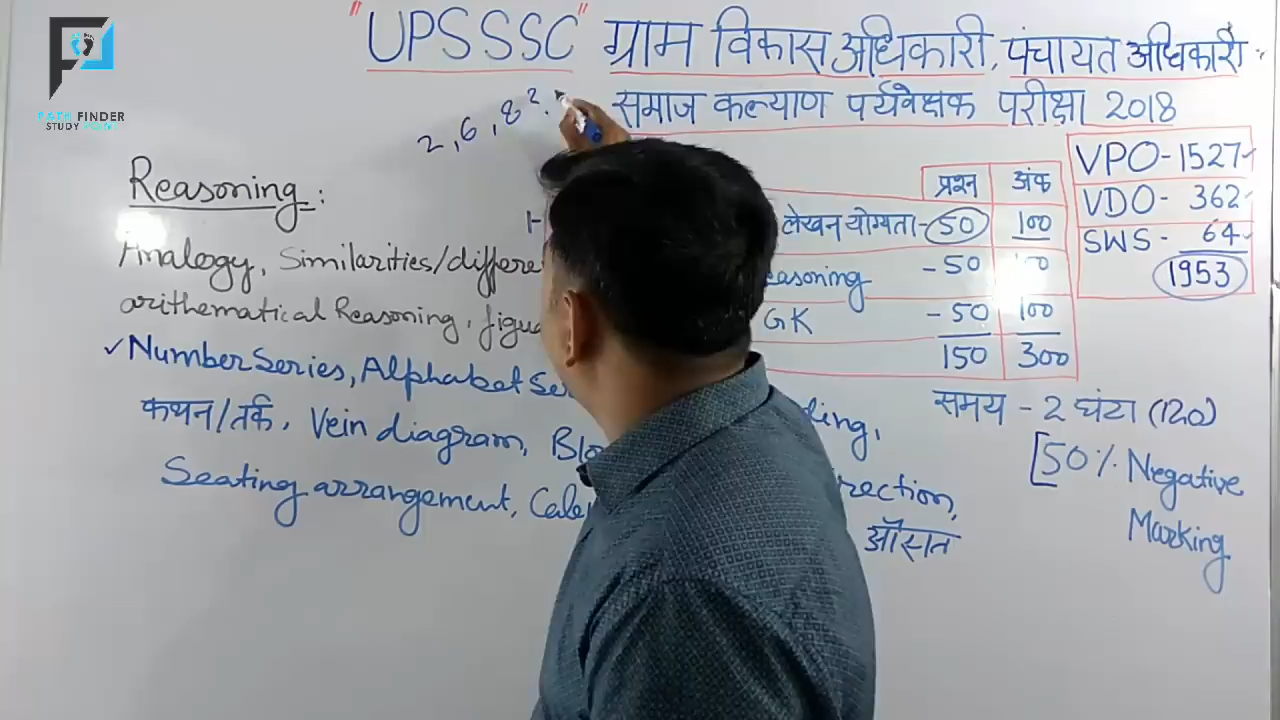 PATH FINDER
STUDY
"UPSSSC" ग्राम विकास अधिकारी, पंचायत अधिकारी
समाज कल्याण पर्यवेक्षक परीक्षा 2018
2, 6, 8 ?
Reasoning:
Analogy, Similarities/differe
arithematical Reasoning, figu
✓Number Series, Alphabet Se
कथन/तर्क, Vein diagram, Blo ding,
Seating arrangement, Cale rection,
ऑसत
प्रश्न अंक
लेखन योग्यता - 50 100
easoning - 50
GK - 50 100
150 300
VPO - 1527
VDO - 362
SWS - 64
1953
समय - 2 घंटा (120)
[50% Negative
Marking